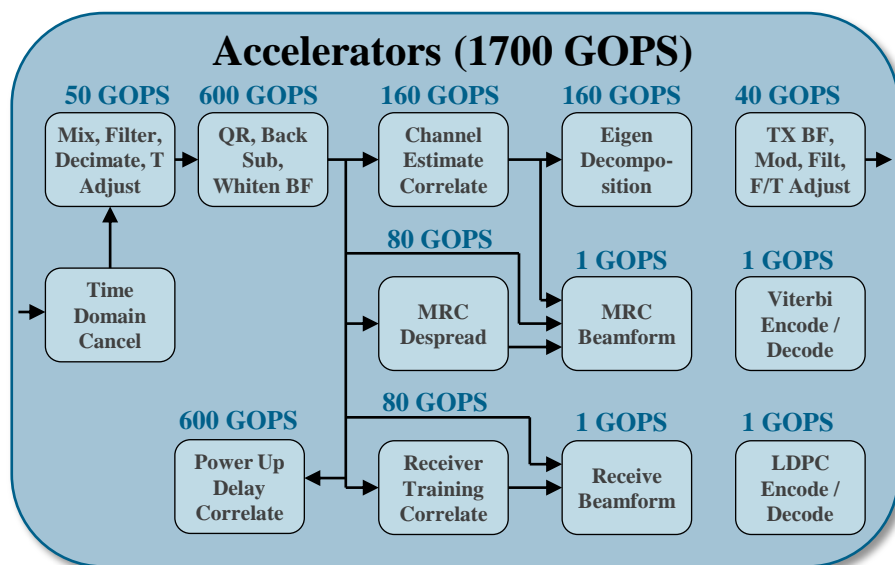 Accelerators (1700 GOPS)
50 GOPS
600 GOPS
160 GOPS
160 GOPS
40 GOPS
Mix, Filter,
Decimate, T
Adjust
QR, Back
Sub,
Whiten BF
Channel
Estimate
Correlate
Eigen
Decompo-
sition
TX BF,
Mod, Filt,
F/T Adjust
80 GOPS
1 GOPS
1 GOPS
Time
Domain
Cancel
MRC
Despread
MRC
Beamform
Viterbi
Encode /
Decode
600 GOPS
80 GOPS
1 GOPS
1 GOPS
Power Up
Delay
Correlate
Receiver
Training
Correlate
Receive
Beamform
LDPC
Encode /
Decode